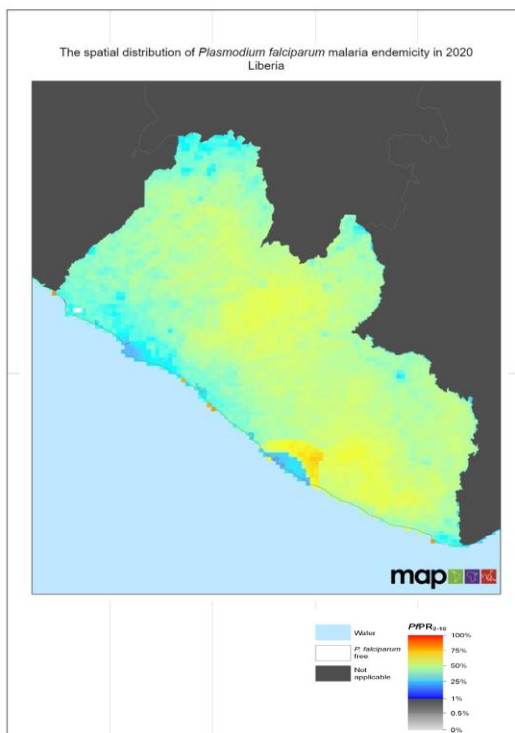 The spatial distribution of Plasmodium falciparum malaria endemicity in 2020
Liberia
map
Water
P. falciparum
free
Not
applicable
PfPR2-10
100%
75%
50%
25%
1%
0.5%
0%